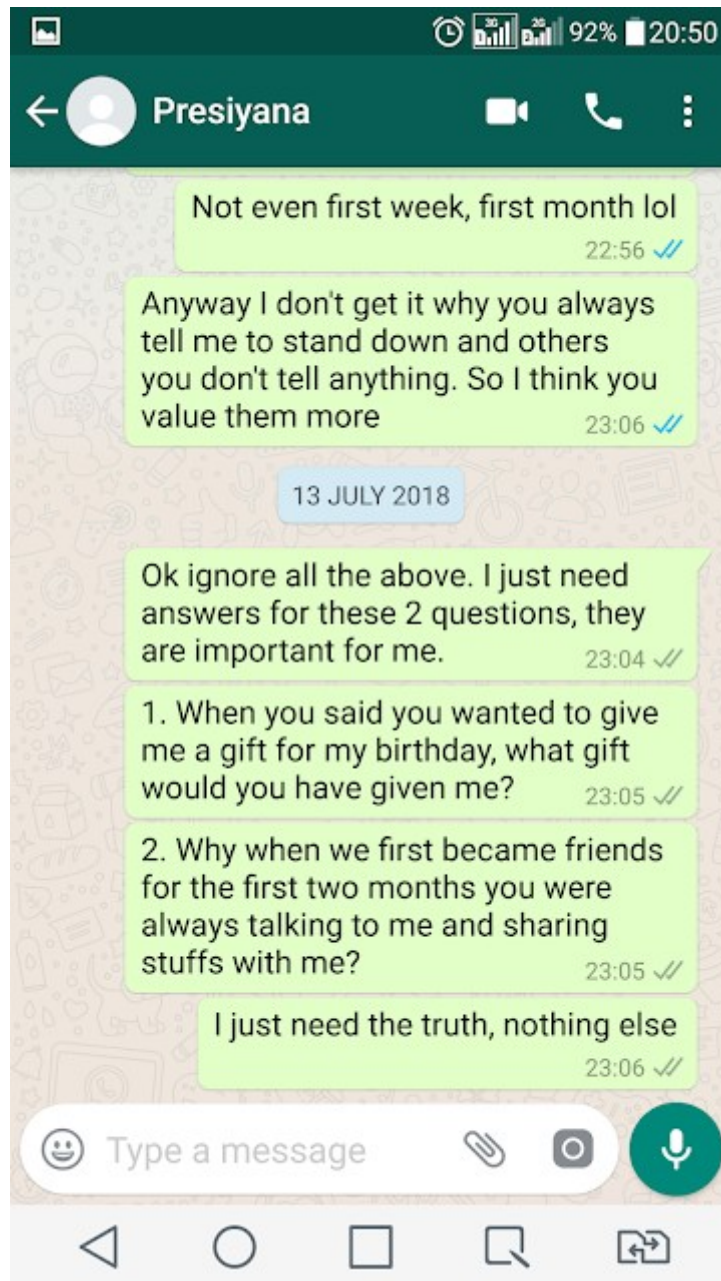 92% 20:50
Presiyana
Not even first week, first month lol
22:56
Anyway I don't get it why you always
tell me to stand down and others
you don't tell anything. So I think you
value them more
23:06
13 JULY 2018
Ok ignore all the above. I just need
answers for these 2 questions, they
are important for me.
23:04
1. When you said you wanted to give
me a gift for my birthday, what gift
would you have given me?
23:05
2. Why when we first became friends
for the first two months you were
always talking to me and sharing
stuffs with me?
23:05
I just need the truth, nothing else
23:06
Type a message